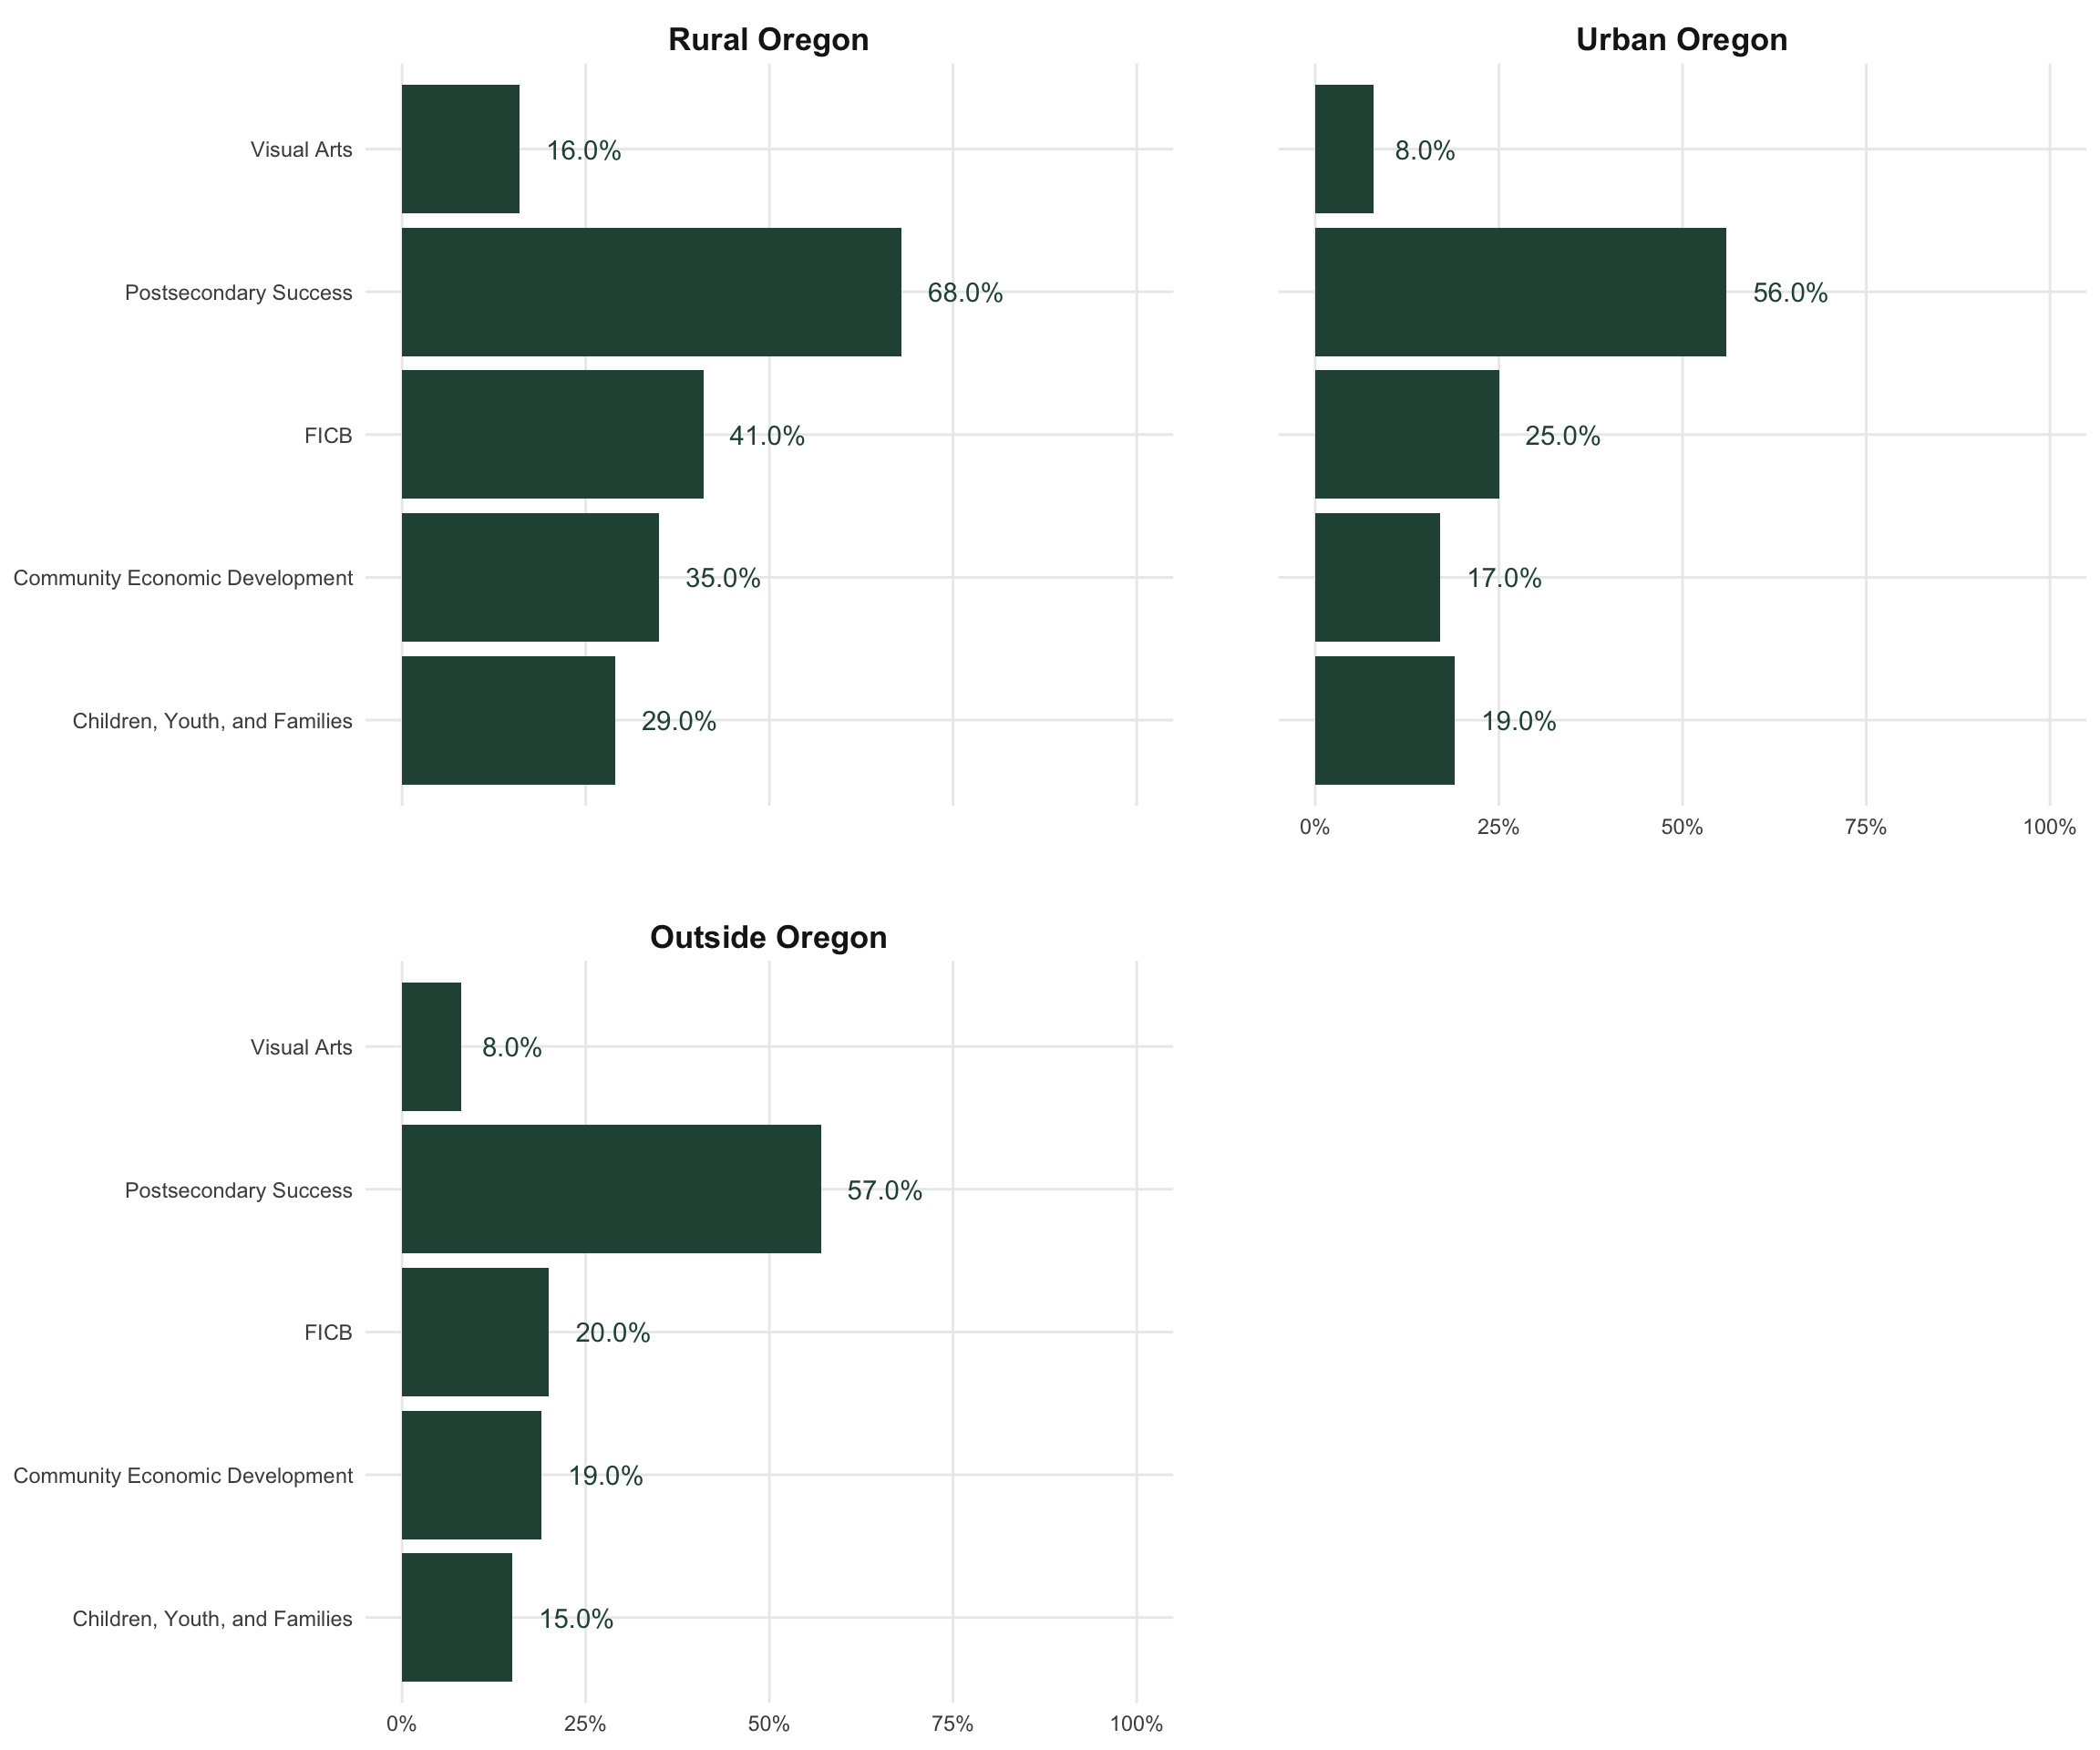 Rural Oregon
Visual Arts
16.0%
Postsecondary Success
68.0%
FICB
41.0%
Community Economic Development
35.0%
Children, Youth, and Families
29.0%
Urban Oregon
8.0%
56.0%
25.0%
17.0%
19.0%
0% 25% 50% 75% 100%
Outside Oregon
Visual Arts
8.0%
Postsecondary Success
57.0%
FICB
20.0%
Community Economic Development
19.0%
Children, Youth, and Families
15.0%
0% 25% 50% 75% 100%